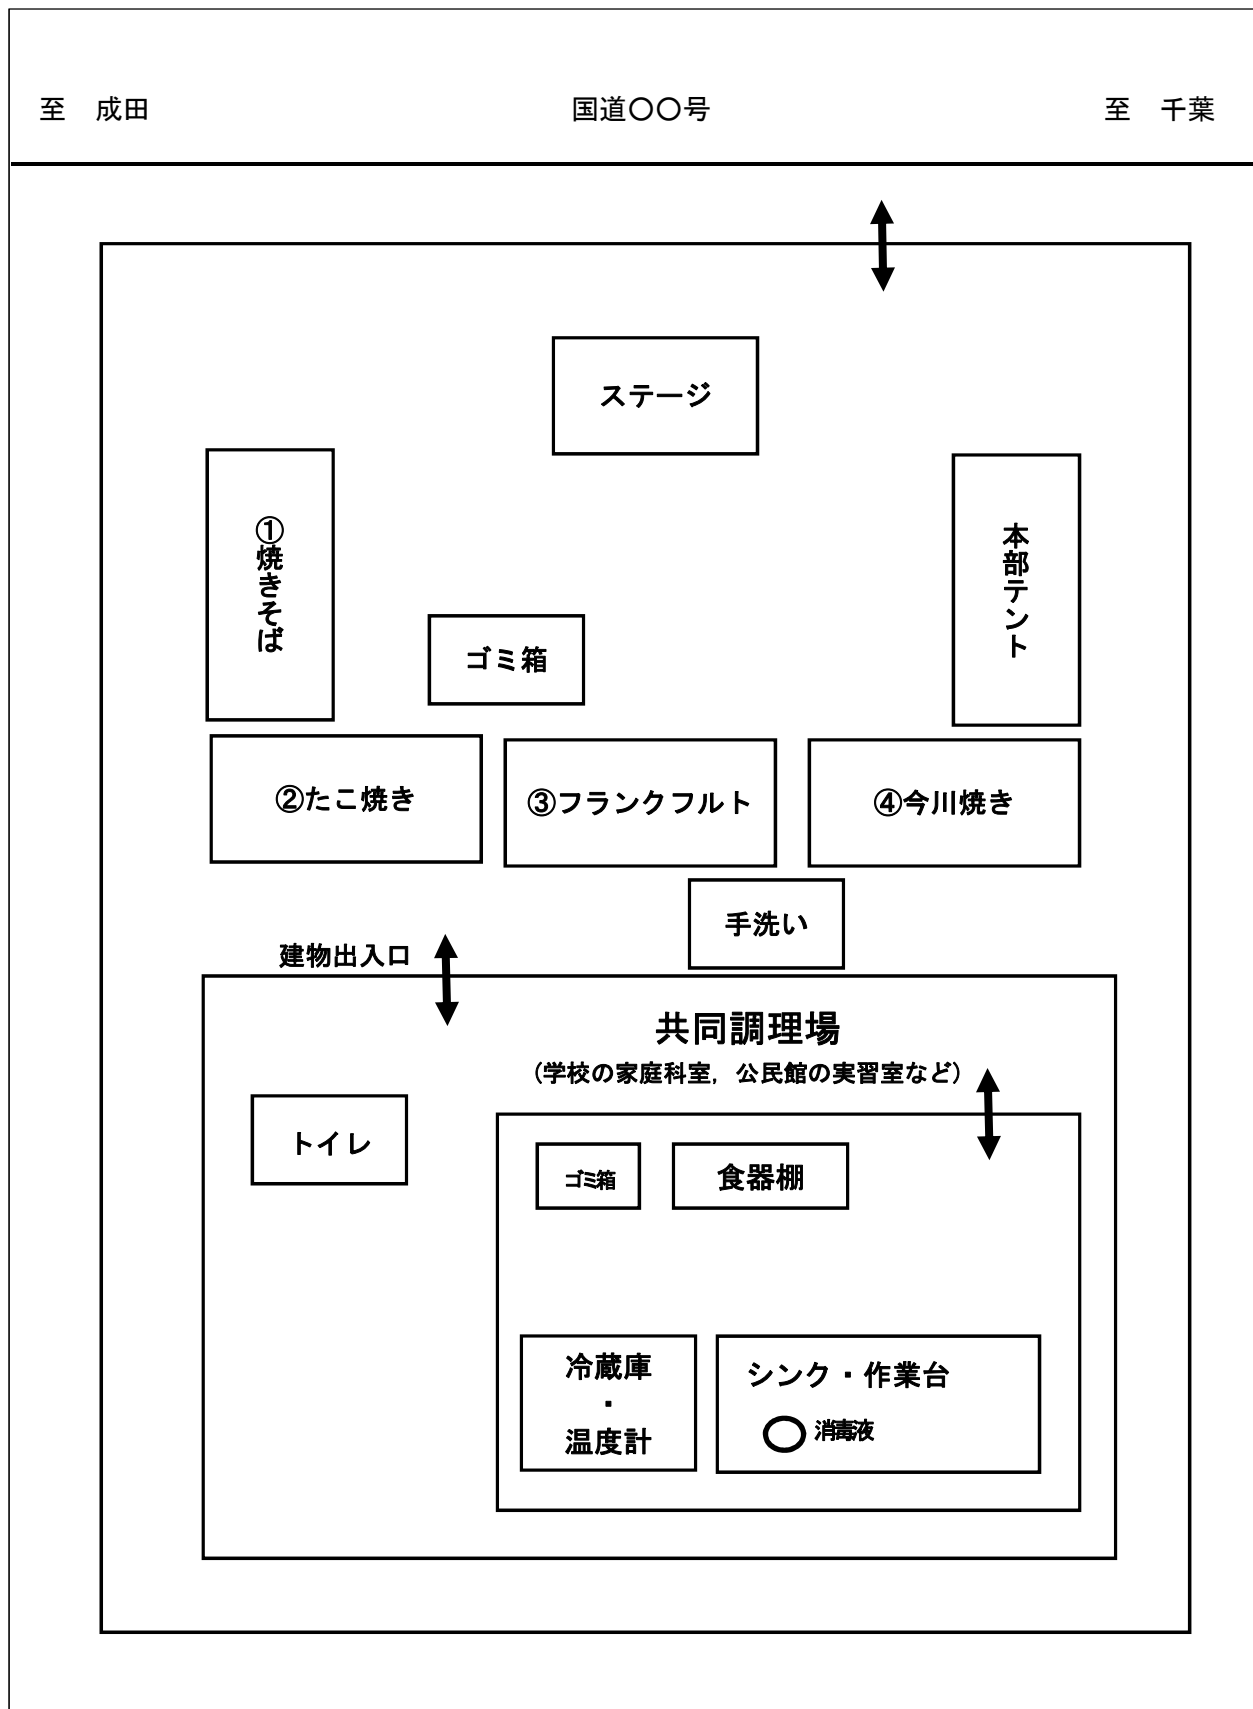 至　成田
国道〇〇号
至　千葉
ステージ
①焼きそば
本部テント
ゴミ箱
②たこ焼き
③フランクフルト
④今川焼き
手洗い
建物出入口
共同調理場
（学校の家庭科室，公民館の実習室など）
トイレ
ゴミ箱
食器棚
冷蔵庫
・
温度計
シンク・作業台
消毒液